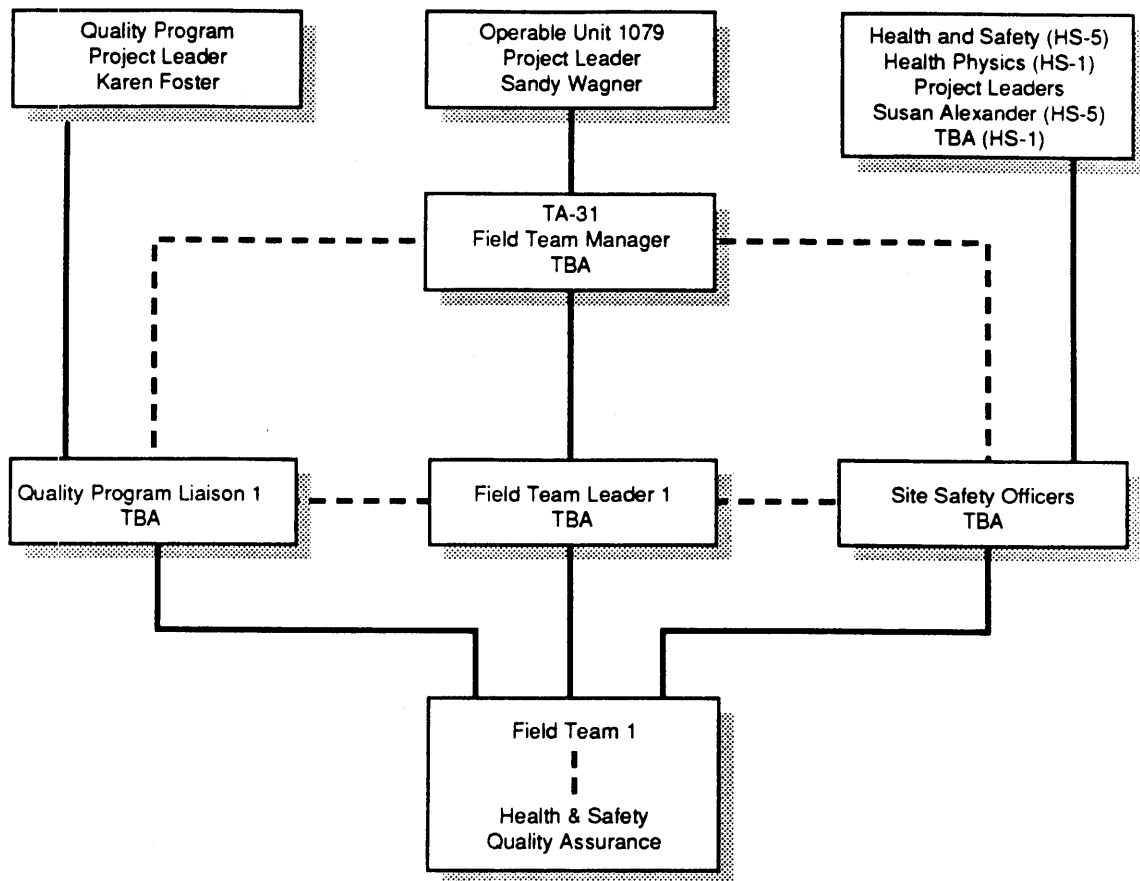 Quality Program
Project Leader
Karen Foster
Operable Unit 1079
Project Leader
Sandy Wagner
Health and Safety (HS-5)
Health Physics (HS-1)
Project Leaders
Susan Alexander (HS-5)
TBA (HS-1)
TA-31
Field Team Manager
TBA
Quality Program Liaison 1
TBA
Field Team Leader 1
TBA
Site Safety Officers
TBA
Field Team 1
Health & Safety
Quality Assurance